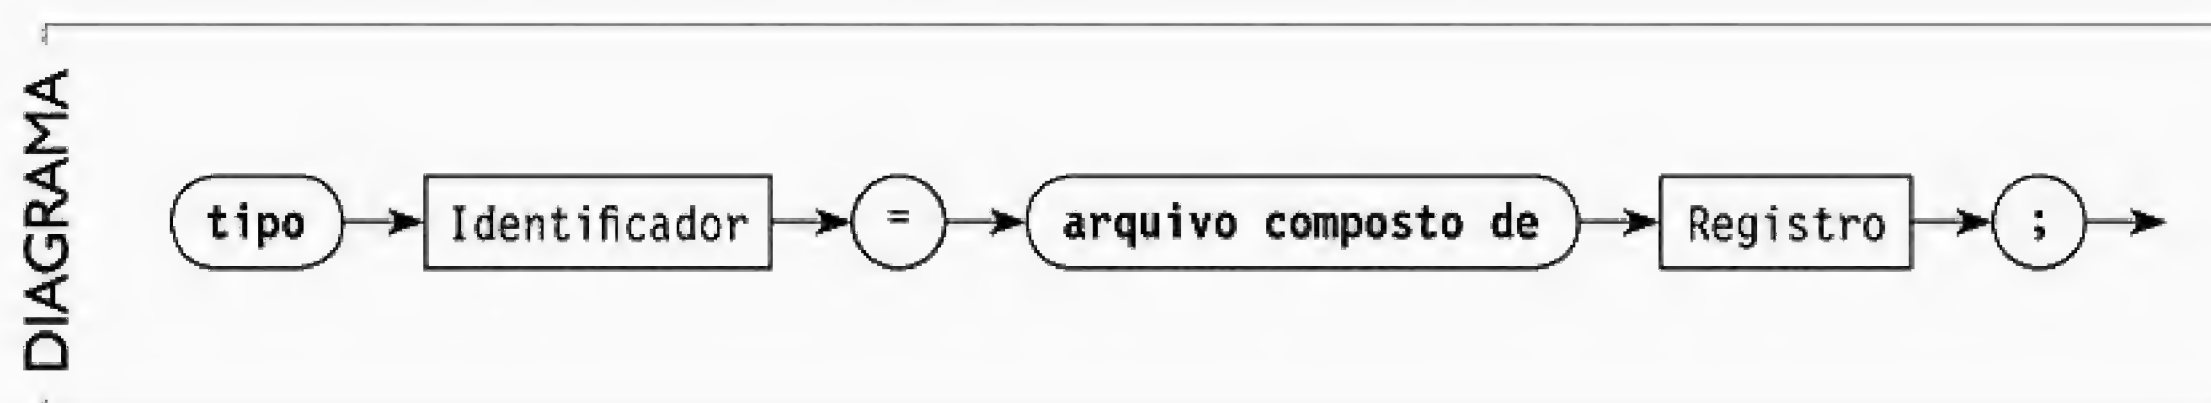 DIAGRAMA
tipo Identificador = arquivo composto de Registro ;